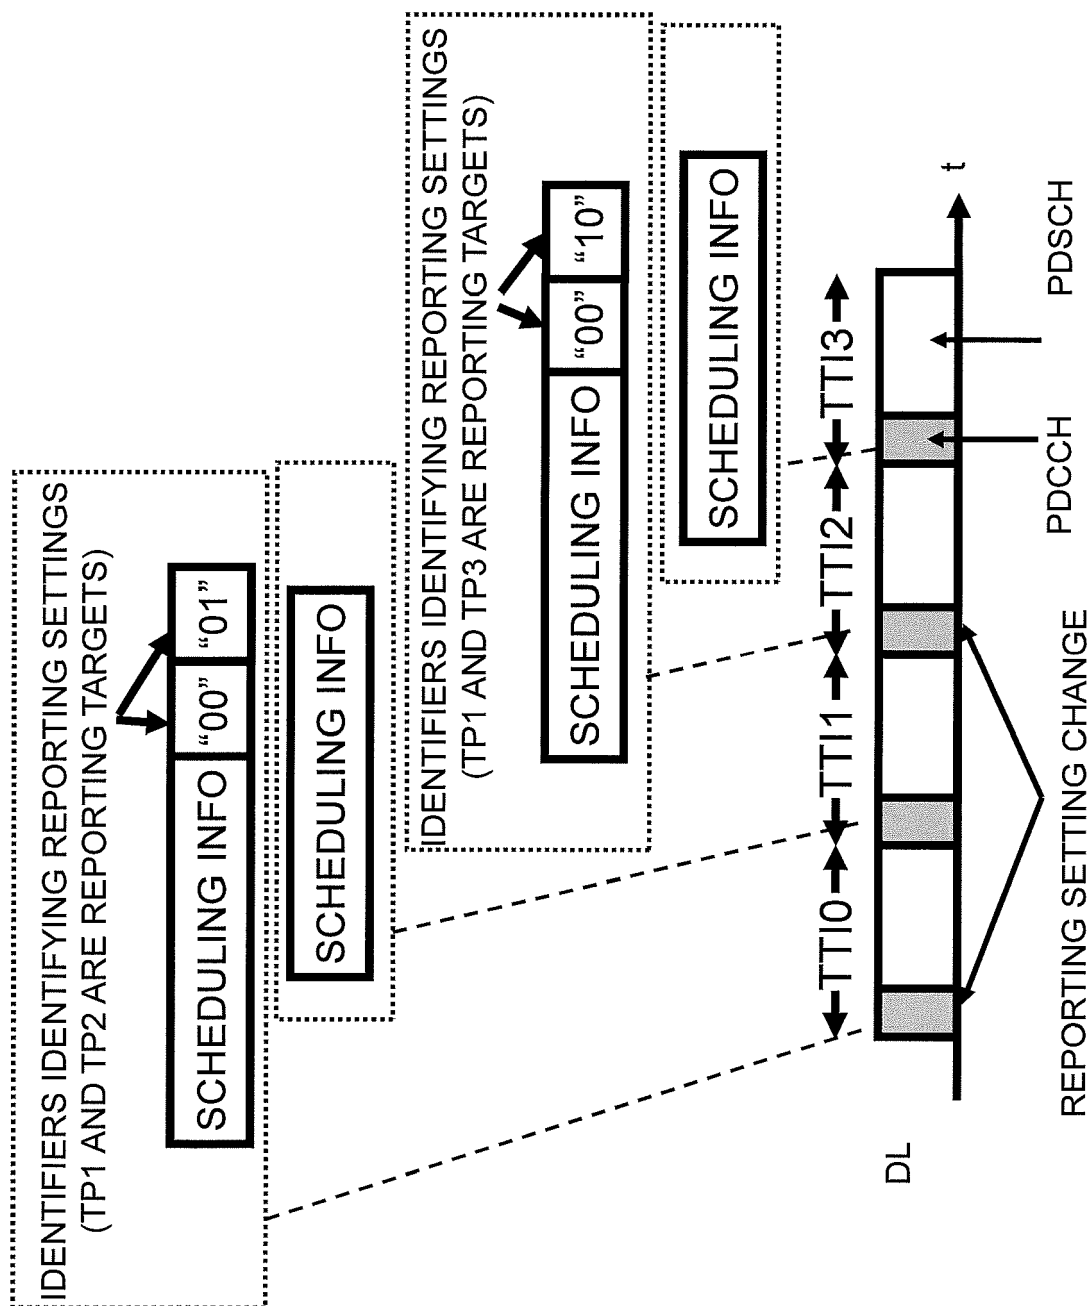 IDENTIFIERS IDENTIFYING REPORTING SETTINGS
(TP1 AND TP2 ARE REPORTING TARGETS)
SCHEDULING INFO "00" "01"
SCHEDULING INFO
IDENTIFIERS IDENTIFYING REPORTING SETTINGS
(TP1 AND TP3 ARE REPORTING TARGETS)
SCHEDULING INFO "00" "10"
SCHEDULING INFO
TTI0 TTI1 TTI2 TTI3
DL
t
REPORTING SETTING CHANGE PDCCH PDSCH